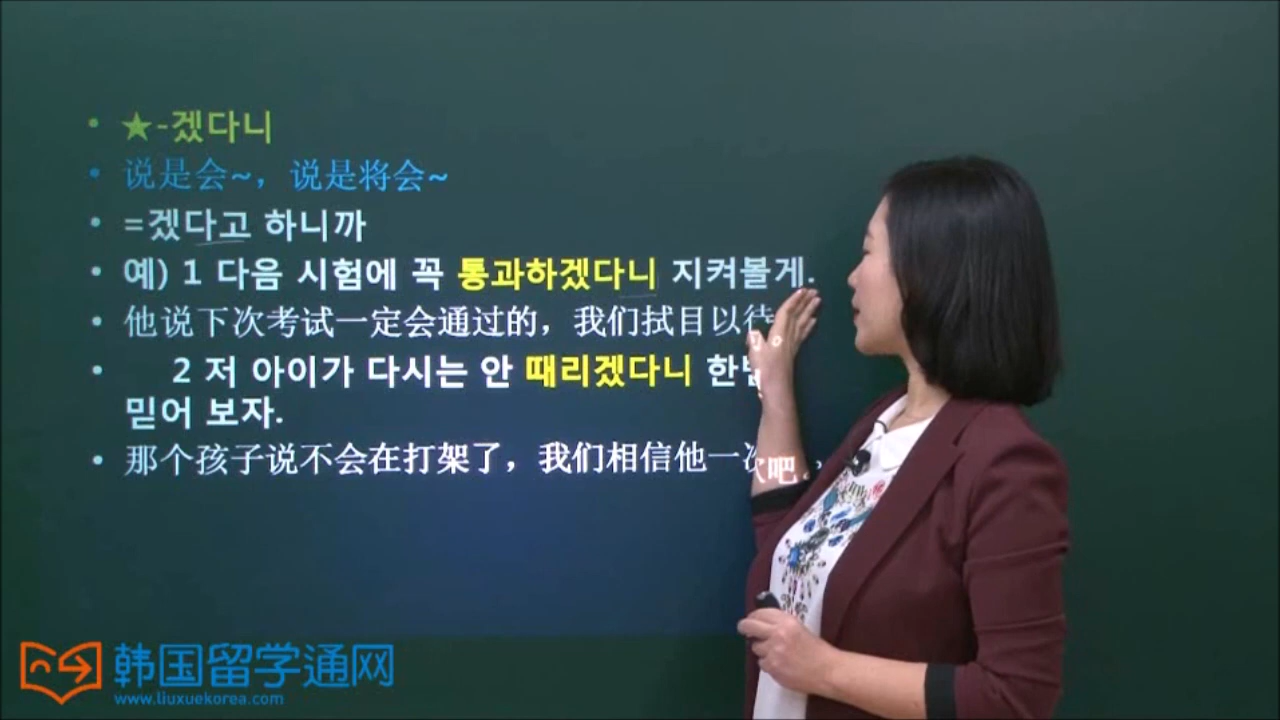 ★-겠다니
说是会~，说是将会~
=겠다고 하니까
예) 1 다음 시험에 꼭 통과하겠다니 지켜볼게.
他说下次考试一定会通过的，我们拭目以待
2 저 아이가 다시는 안 때리겠다니 한번
믿어 보자.
那个孩子说不会在打架了，我们相信他一次吧。
韩国留学通网
www.liuxuekorea.com